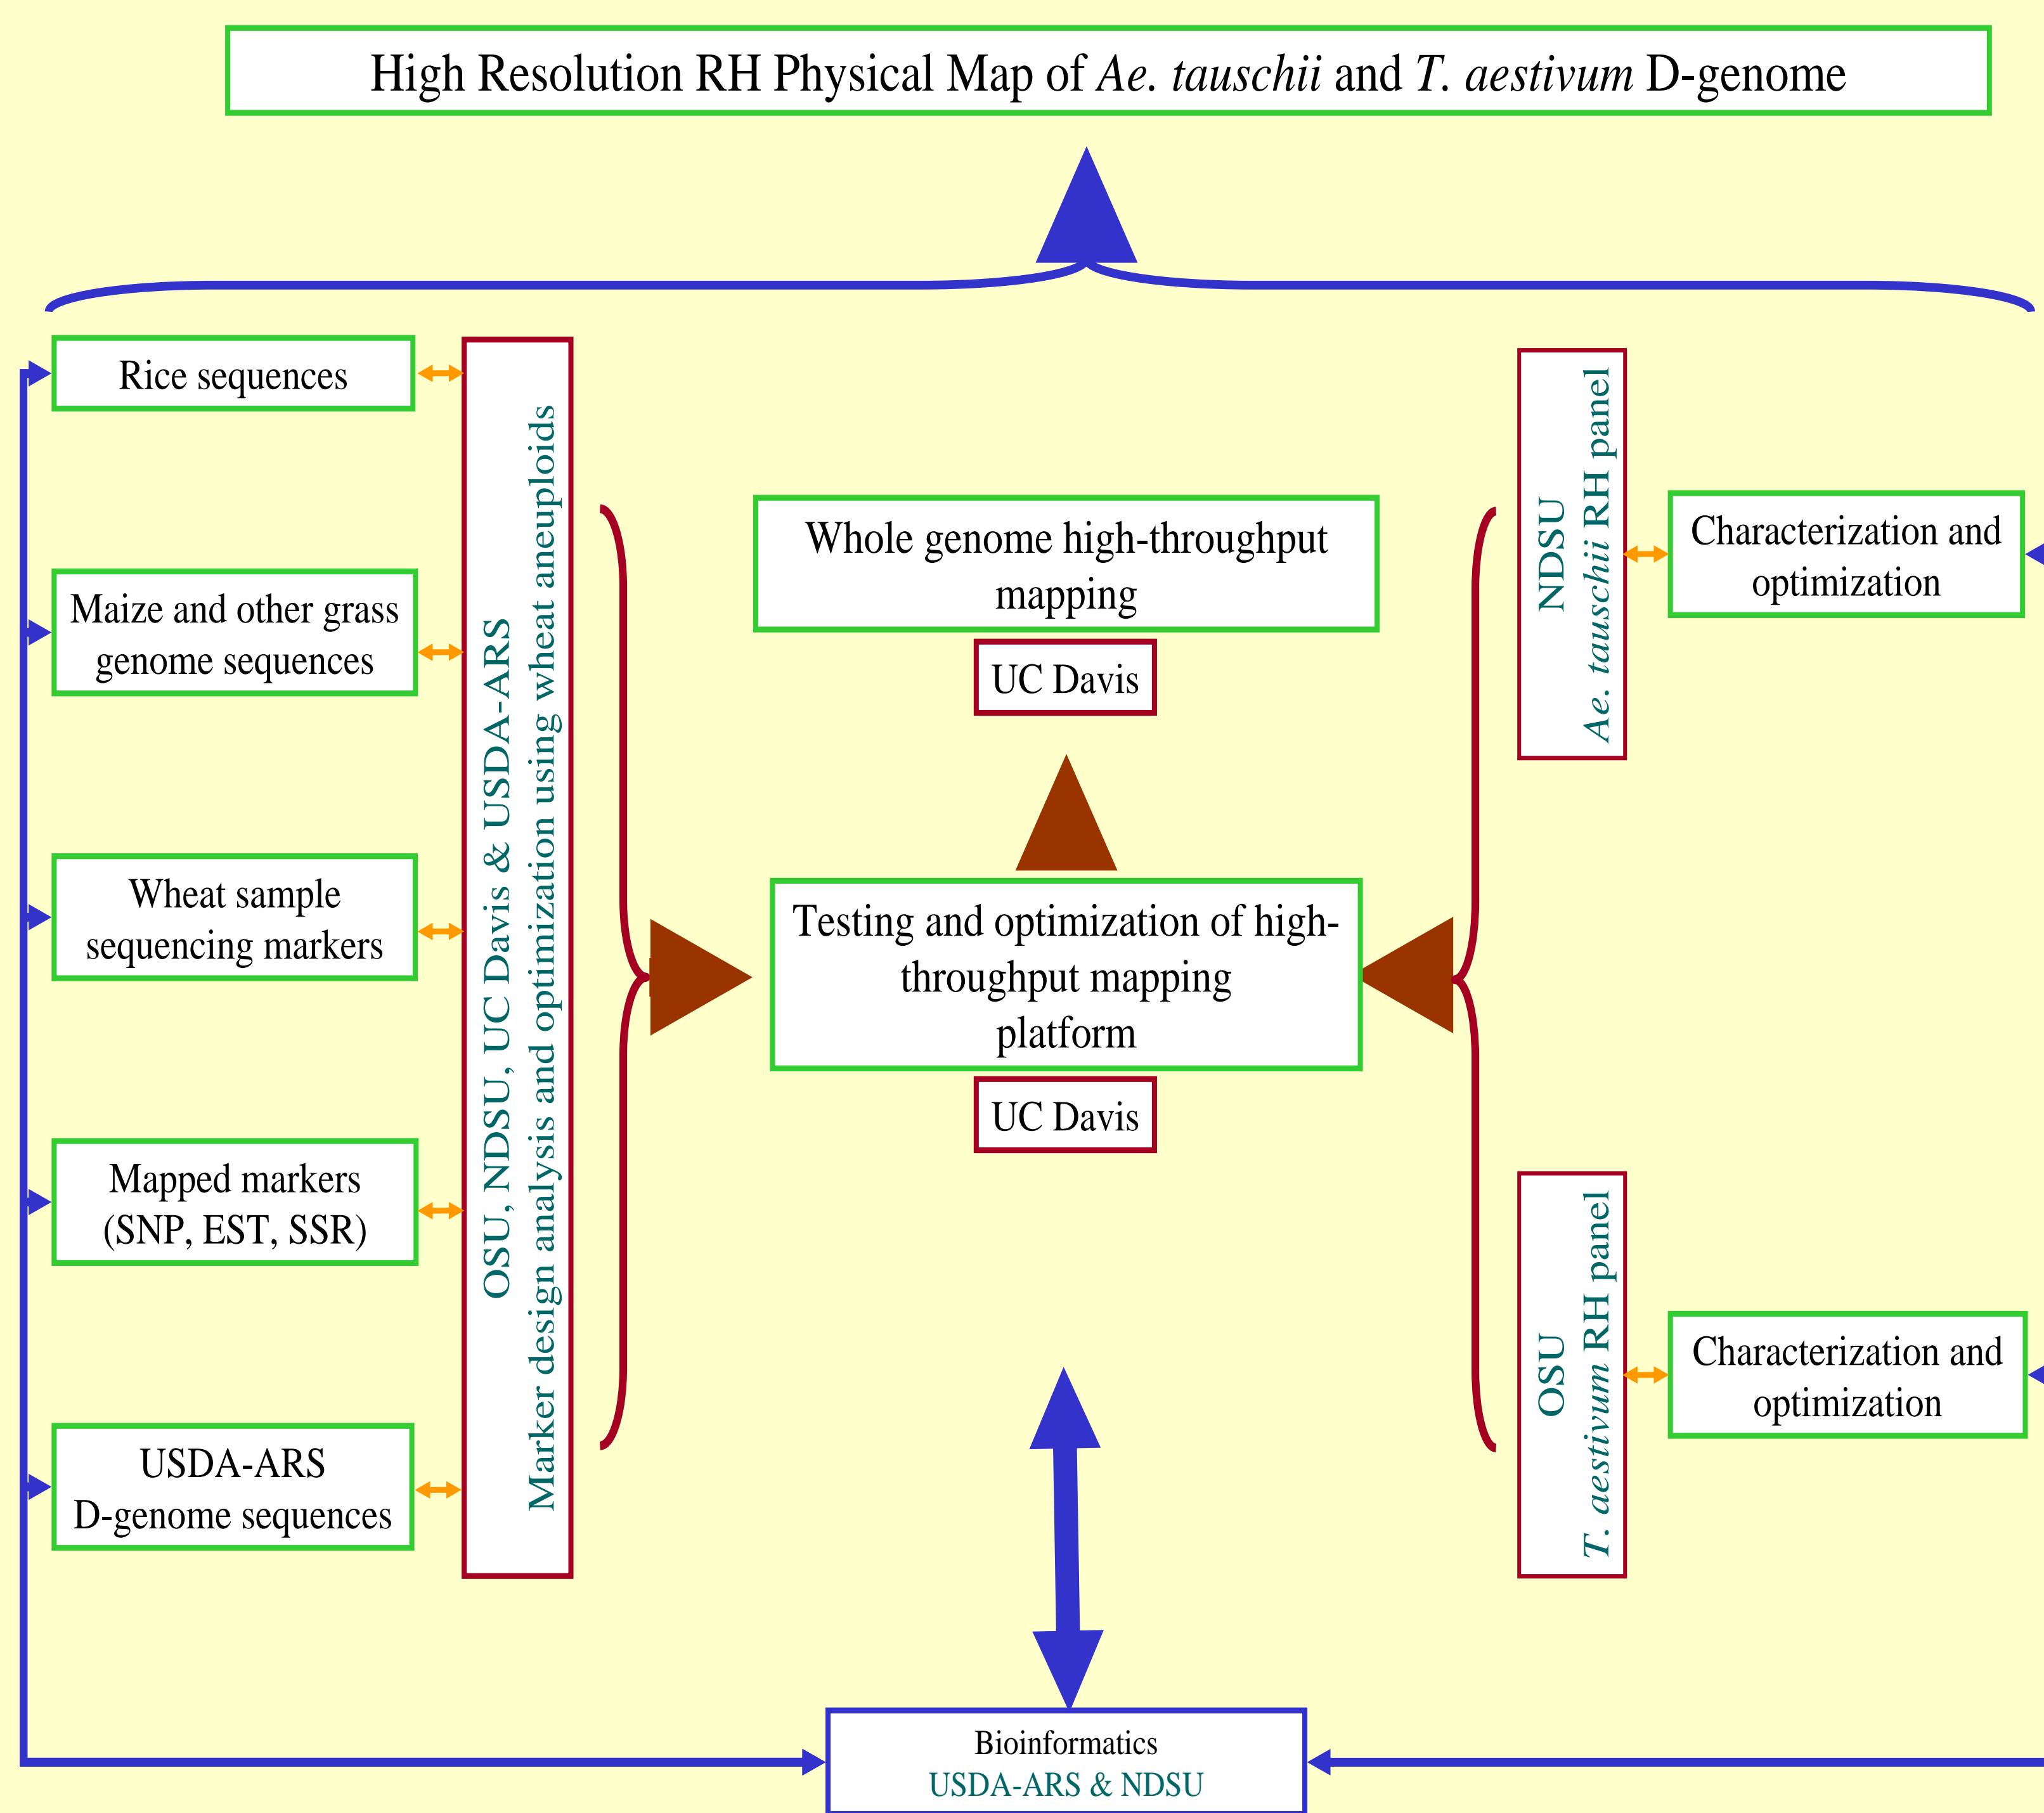 High Resolution RH Physical Map of Ae. tauschii and T. aestivum D-genome
Rice sequences
Maize and other grass
genome sequences
Wheat sample
sequencing markers
Mapped markers
(SNP, EST, SSR)
USDA-ARS
D-genome sequences
OSU, NDSU, UC Davis & USDA-ARS
Marker design analysis and optimization using wheat aneuploids
Whole genome high-throughput
mapping
UC Davis
Testing and optimization of high-
throughput mapping
platform
UC Davis
NDSU
Ae. tauschii RH panel
Characterization and
optimization
OSU
T. aestivum RH panel
Characterization and
optimization
Bioinformatics
USDA-ARS & NDSU